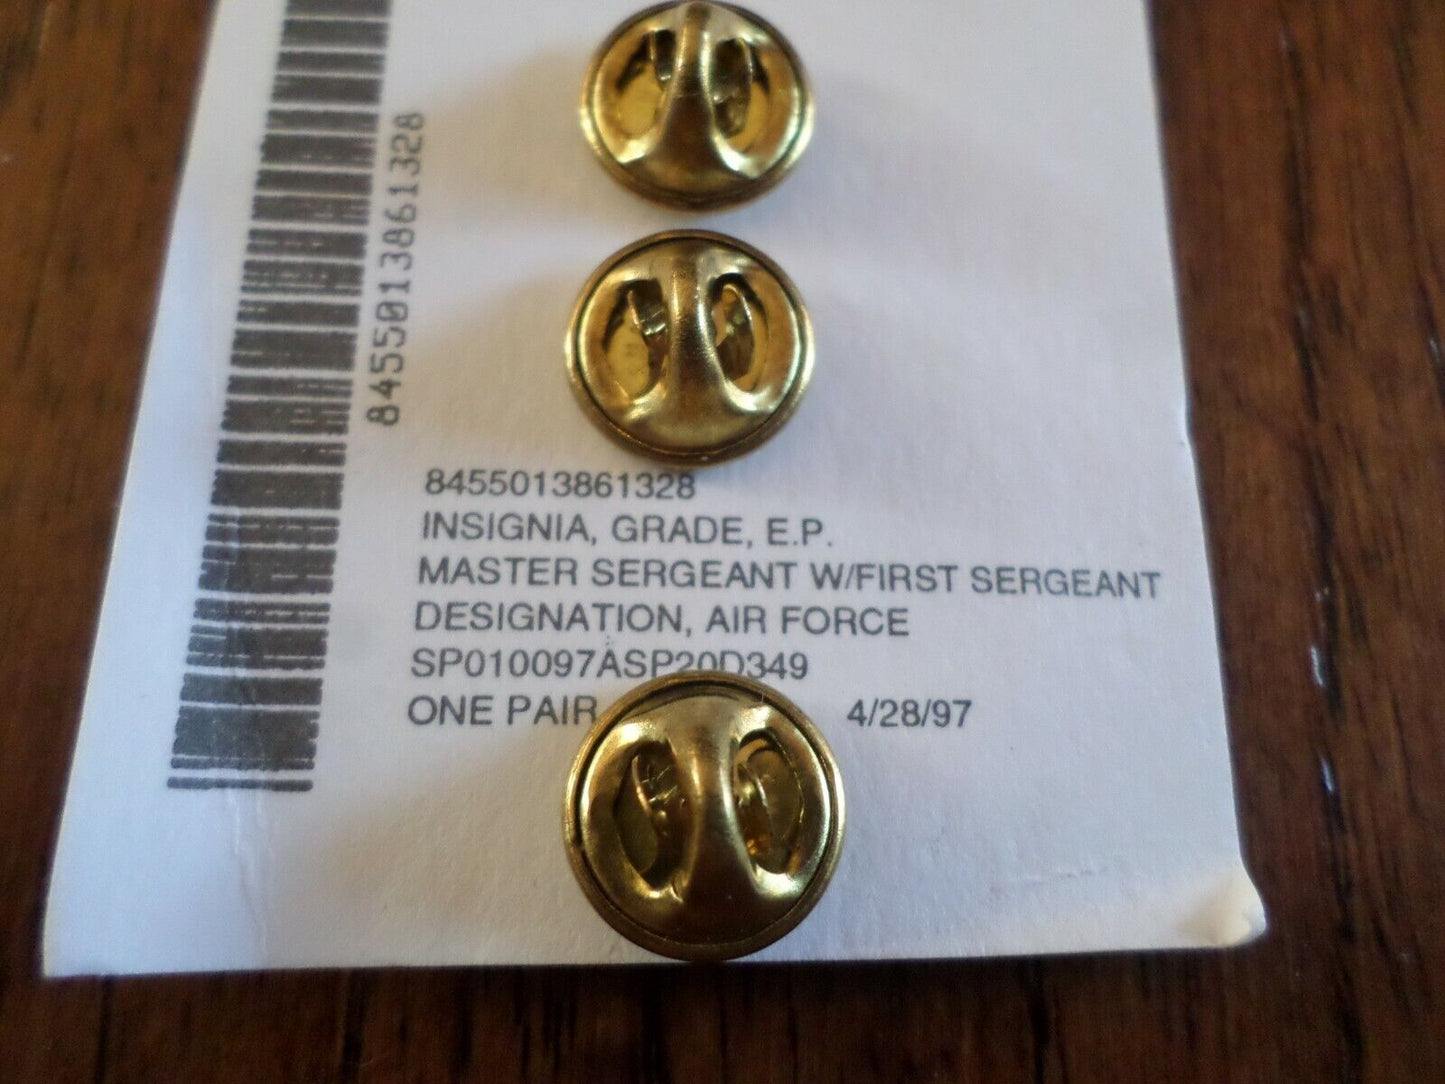 8455013861328
8455013861328
INSIGNIA, GRADE, E.P.
MASTER SERGEANT W/FIRST SERGEANT
DESIGNATION, AIR FORCE
SP010097ASP20D349
ONE PAIR 4/28/97